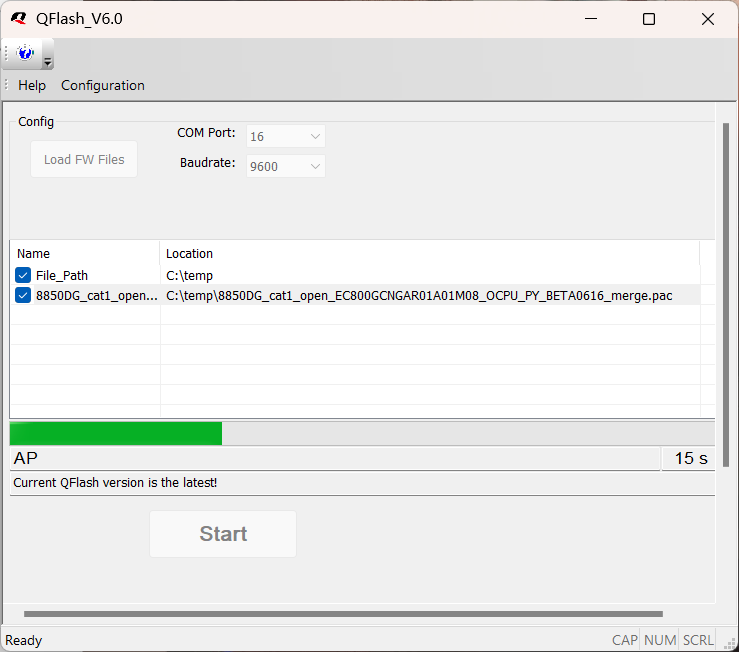 QFlash_V6.0
Help Configuration
Config
COM Port: 16
Load FW Files
Baudrate: 9600
Name Location
File_Path C:\temp
8850DG_cat1_open... C:\temp\8850DG_cat1_open_EC800GCNGAR01A01M08_OCPU_PY_BETA0616_merge.pac
AP 15 s
Current QFlash version is the latest!
Start
Ready CAP NUM SCRL